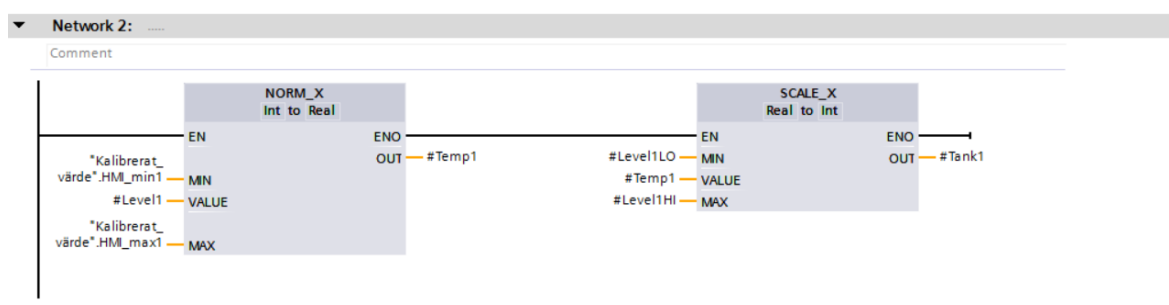 Network 2: .....
Comment
NORM_X
Int to Real
EN
ENO
"Kalibrerat_
värde".HMI_min1
MIN
OUT
#Temp1
#Level1
VALUE
"Kalibrerat_
värde".HMI_max1
MAX
SCALE_X
Real to Int
EN
ENO
#Level1LO
MIN
OUT
#Tank1
#Temp1
VALUE
#Level1HI
MAX